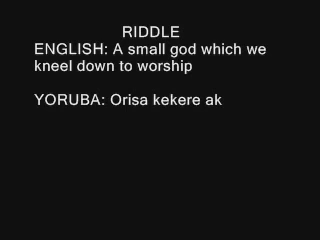 RIDDLE
ENGLISH: A small god which we
kneel down to worship
YORUBA: Orisa kekere ak